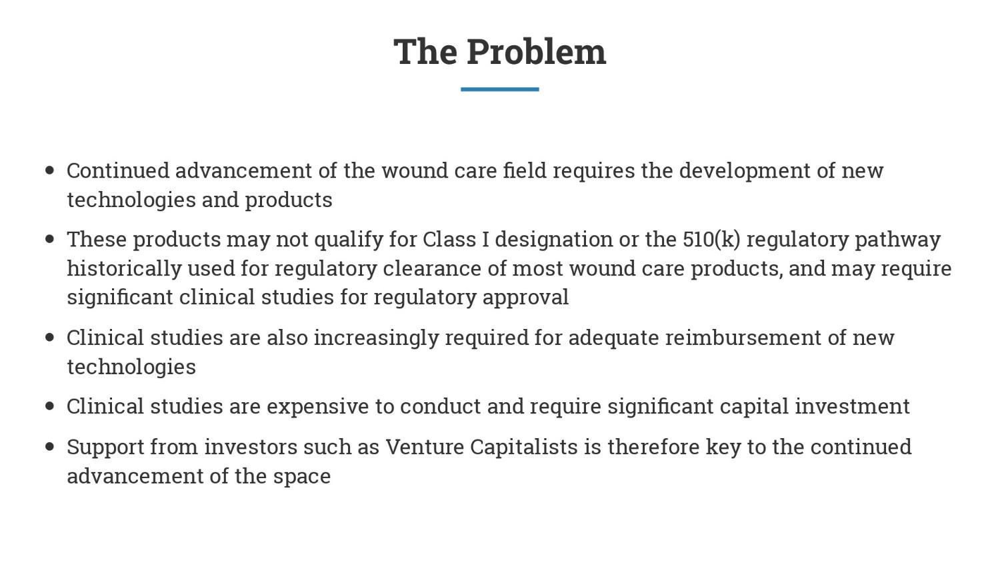 The Problem
• Continued advancement of the wound care field requires the development of new
technologies and products
• These products may not qualify for Class I designation or the 510(k) regulatory pathway
historically used for regulatory clearance of most wound care products, and may require
significant clinical studies for regulatory approval
• Clinical studies are also increasingly required for adequate reimbursement of new
technologies
• Clinical studies are expensive to conduct and require significant capital investment
• Support from investors such as Venture Capitalists is therefore key to the continued
advancement of the space